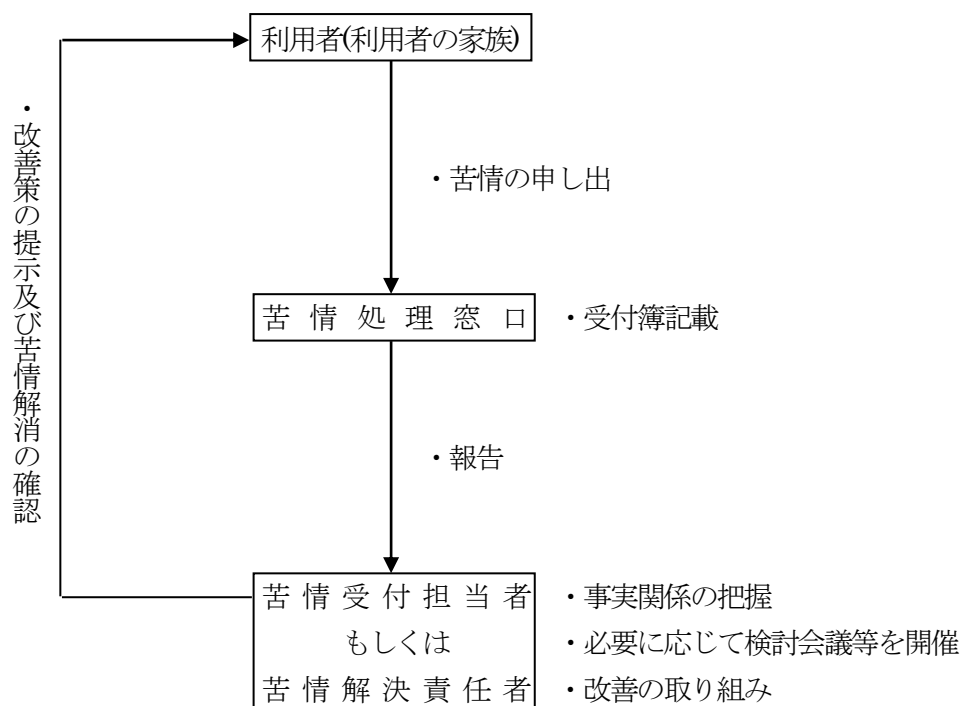 利用者(利用者の家族)
・苦情の申し出
苦情処理窓口
・受付簿記載
・報告
苦情受付担当者
もしくは
苦情解決責任者
・事実関係の把握
・必要に応じて検討会議等を開催
・改善の取り組み
・改善策の提示及び苦情解消の確認